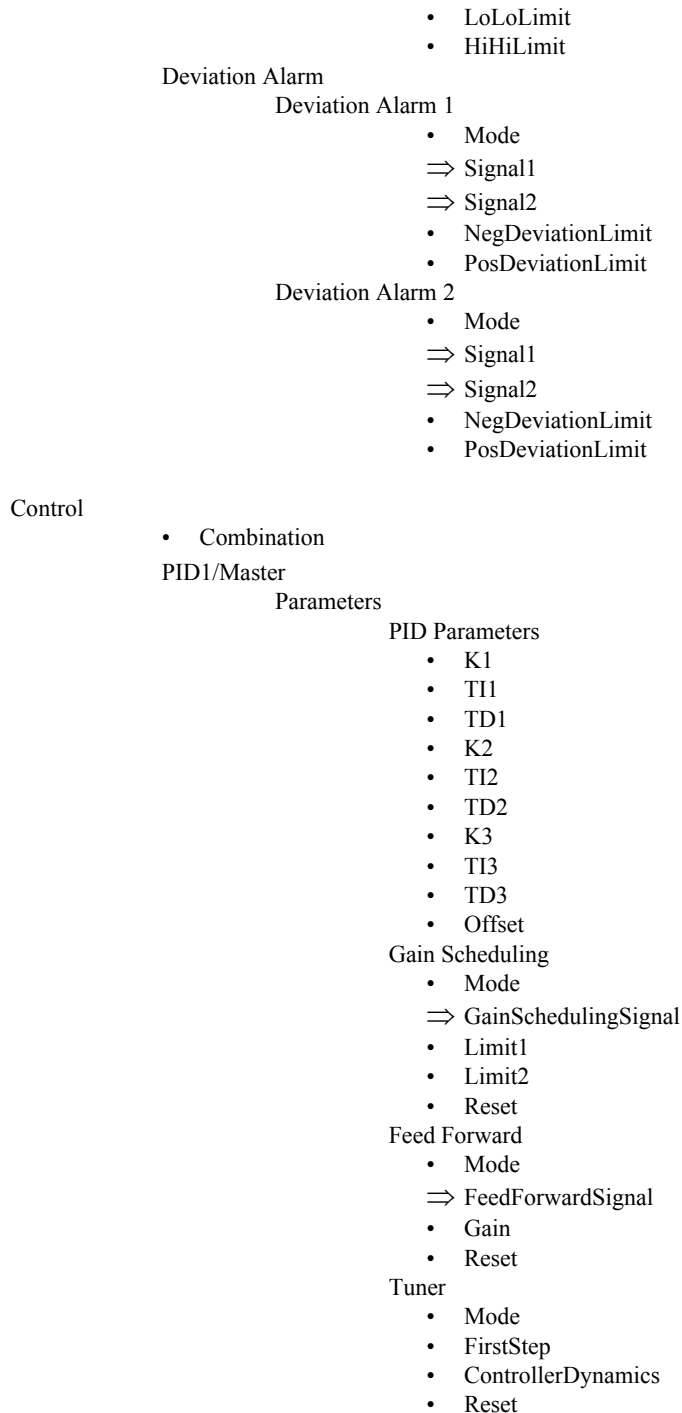 • LoLoLimit
• HiHiLimit
Deviation Alarm
Deviation Alarm 1
• Mode
⇒ Signal1
⇒ Signal2
• NegDeviationLimit
• PosDeviationLimit
Deviation Alarm 2
• Mode
⇒ Signal1
⇒ Signal2
• NegDeviationLimit
• PosDeviationLimit
Control
• Combination
PID1/Master
Parameters
PID Parameters
• K1
• TI1
• TD1
• K2
• TI2
• TD2
• K3
• TI3
• TD3
• Offset
Gain Scheduling
• Mode
⇒ GainSchedulingSignal
• Limit1
• Limit2
• Reset
Feed Forward
• Mode
⇒ FeedForwardSignal
• Gain
• Reset
Tuner
• Mode
• FirstStep
• ControllerDynamics
• Reset